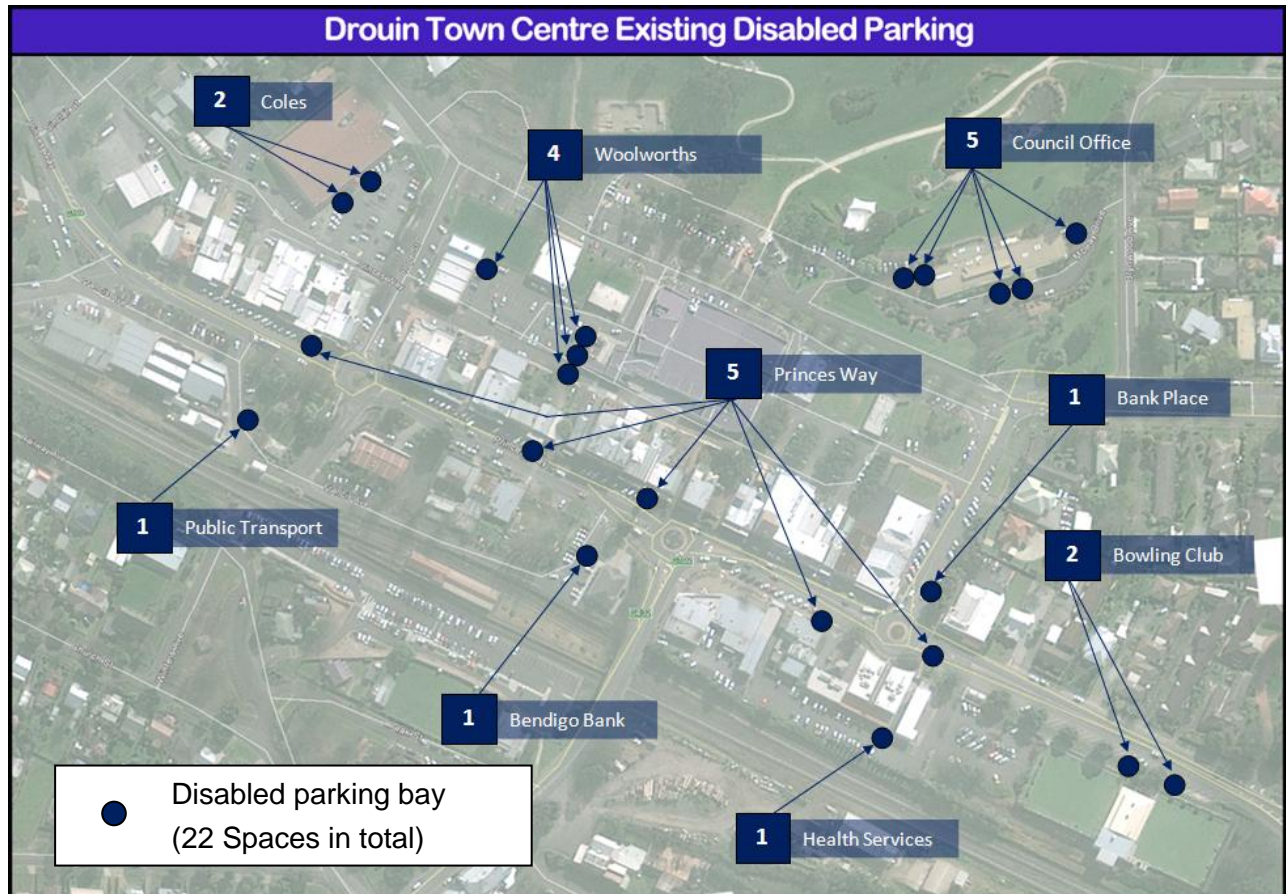 Drouin Town Centre Existing Disabled Parking
2 Coles
4 Woolworths
5 Council Office
5 Princes Way
1 Bank Place
1 Public Transport
2 Bowling Club
1 Bendigo Bank
1 Health Services
Disabled parking bay
(22 Spaces in total)